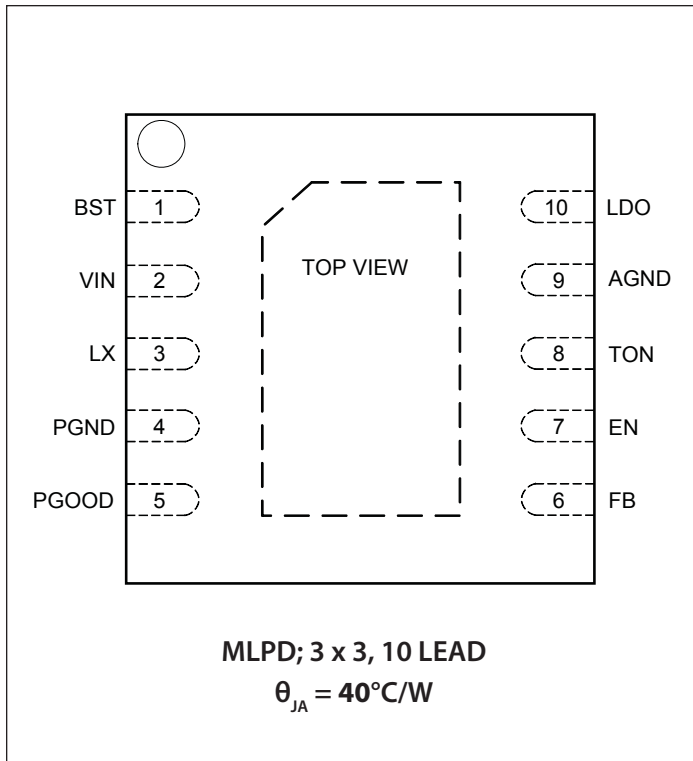 BST 1
10 LDO
TOP VIEW
VIN 2
9 AGND
LX 3
8 TON
PGND 4
7 EN
PGOOD 5
6 FB
MLPD; 3 x 3, 10 LEAD
θJA = 40°C/W